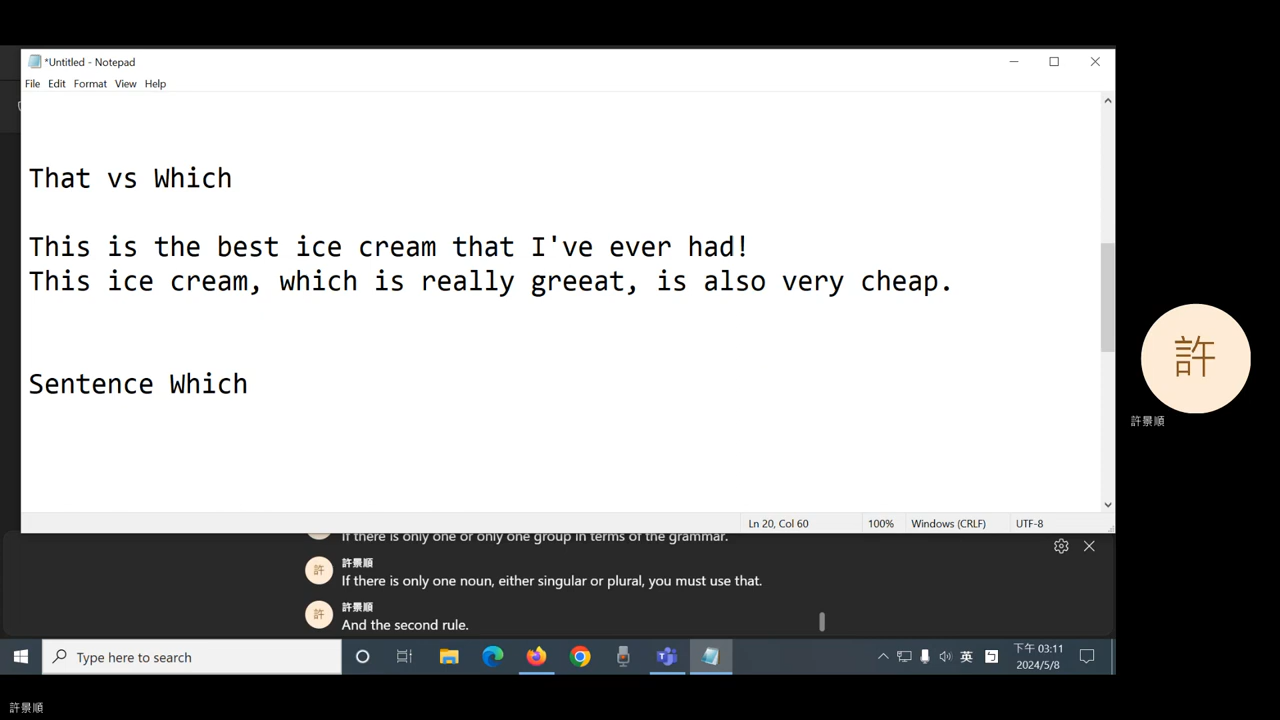 *Untitled - Notepad
File Edit Format View Help
That vs Which
This is the best ice cream that I've ever had!
This ice cream, which is really greeat, is also very cheap.
Sentence Which
Ln 20, Col 60 100% Windows (CRLF) UTF-8
If there is only one or only one group in terms of the grammar.
許景順
許 If there is only one noun, either singular or plural, you must use that.
許景順
許 And the second rule.
許
許景順
Type here to search
英
下午 03:11
2024/5/8
許景順